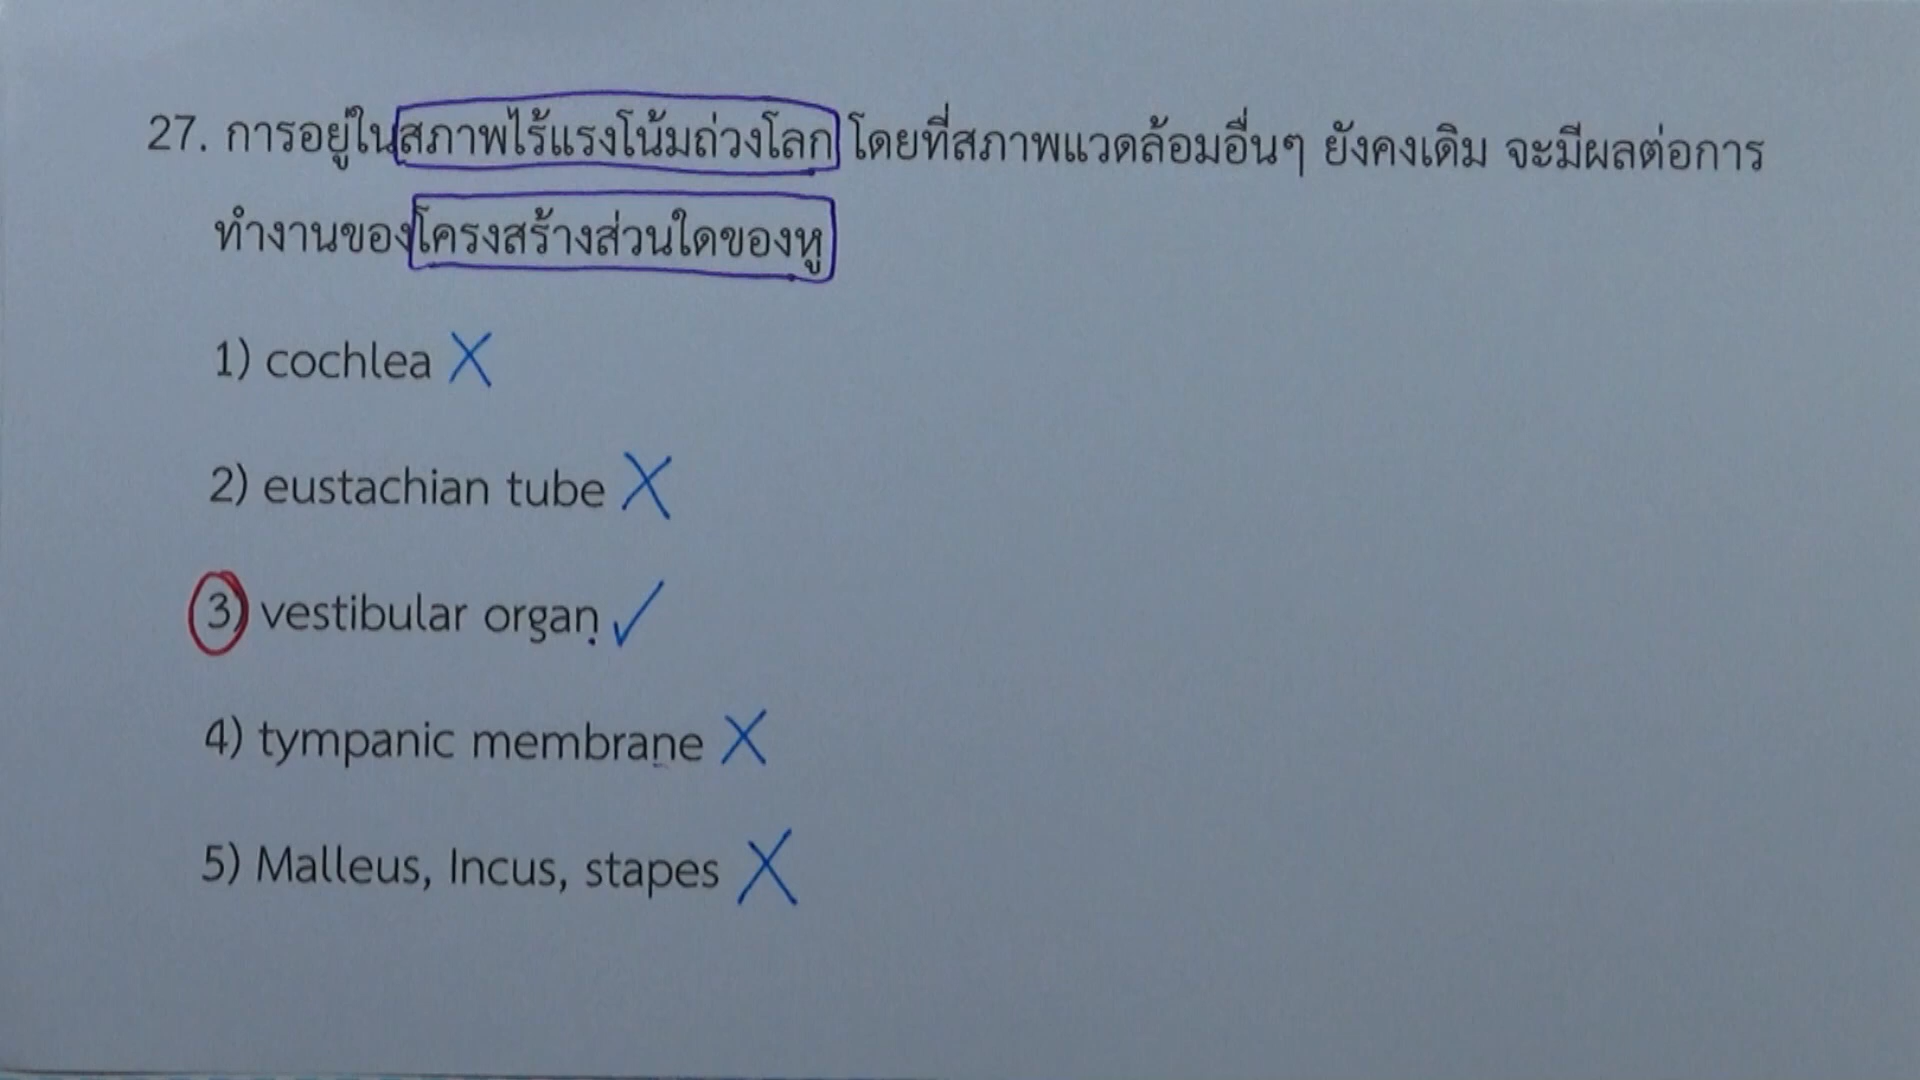 27. การอยู่ในสภาพไร้แรงโน้มถ่วงโลก โดยที่สภาพแวดล้อมอื่นๆ ยังคงเดิม จะมีผลต่อการ
ทำงานของโครงสร้างส่วนใดของหู
1) cochlea
2) eustachian tube
3) vestibular organ
4) tympanic membrane
5) Malleus, Incus, stapes